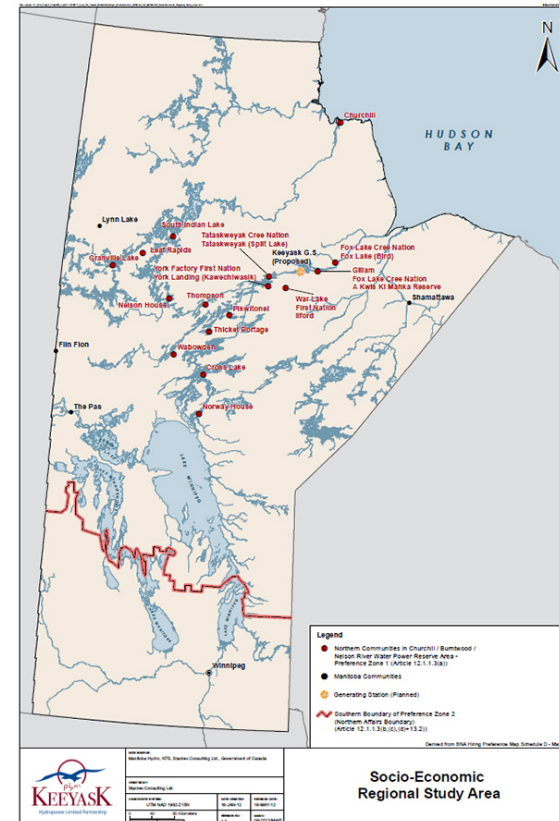 N
Churchill
HUDSON
BAY
Lynn Lake
South Indian Lake
Tataskweyak Cree Nation
Tataskweyak (Split Lake)
Keeyask G.S.
(Proposed)
Fox Lake Cree Nation
Fox Lake (Bird)
Leaf Rapids
Granville Lake
York Factory First Nation
York Landing (Kawechiwasik)
Gillam
Fox Lake Cree Nation
A Kwis Ki Mahka Reserve
Shamattawa
Nelson House
Thompson
Pikwitonei
War Lake
First Nation
Ilford
Thicket Portage
Flin Flon
Wabowden
Cross Lake
The Pas
Norway House
LAKE WINNIPEG
Winnipeg
Legend
Northern Communities in Churchill / Burntwood /
Nelson River Water Power Reserve Area -
Preference Zone 1 (Article 12.1.1.3(a))
Manitoba Communities
Generating Station (Planned)
Southern Boundary of Preference Zone 2
(Northern Affairs Boundary)
(Article 12.1.1.3(b,(c),(d)+13.2))
Derived from BNA Hiring Preference Map Schedule D - Ma
KEEYASK
Hydropower Limited Partnership
Manitoba Hydro, NTS, Stantec Consulting Ltd., Government of Canada
Stantec Consulting Ltd.
Socio-Economic
Regional Study Area